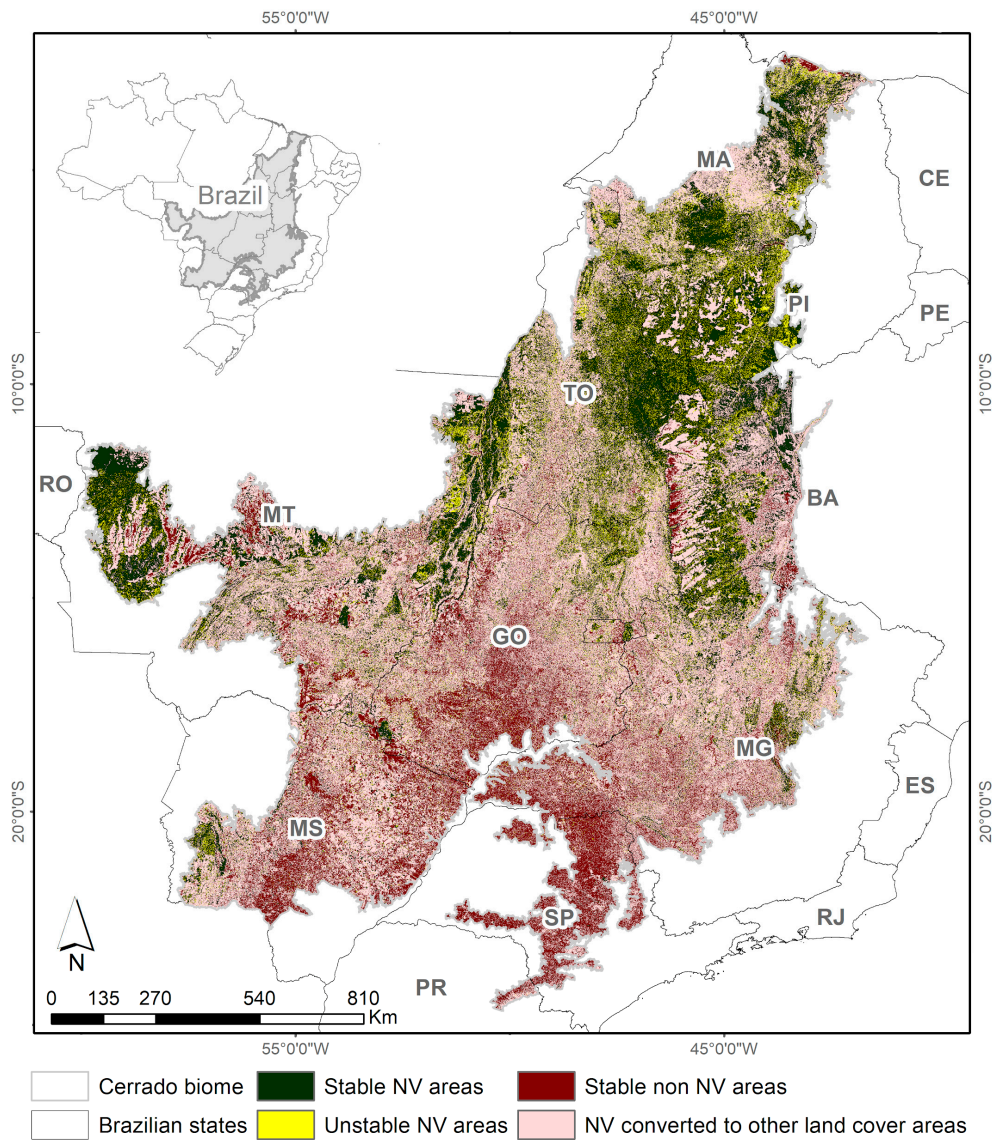 55°0'0"W 45°0'0"W
Brazil
MA
CE
PI
PE
10°0'0"S 10°0'0"S
TO
RO
BA
MT
GO
MG
ES
20°0'0"S 20°0'0"S
MS
SP
RJ
N
PR
0 135 270 540 810
Km
55°0'0"W 45°0'0"W
Cerrado biome Stable NV areas Stable non NV areas
Brazilian states Unstable NV areas NV converted to other land cover areas